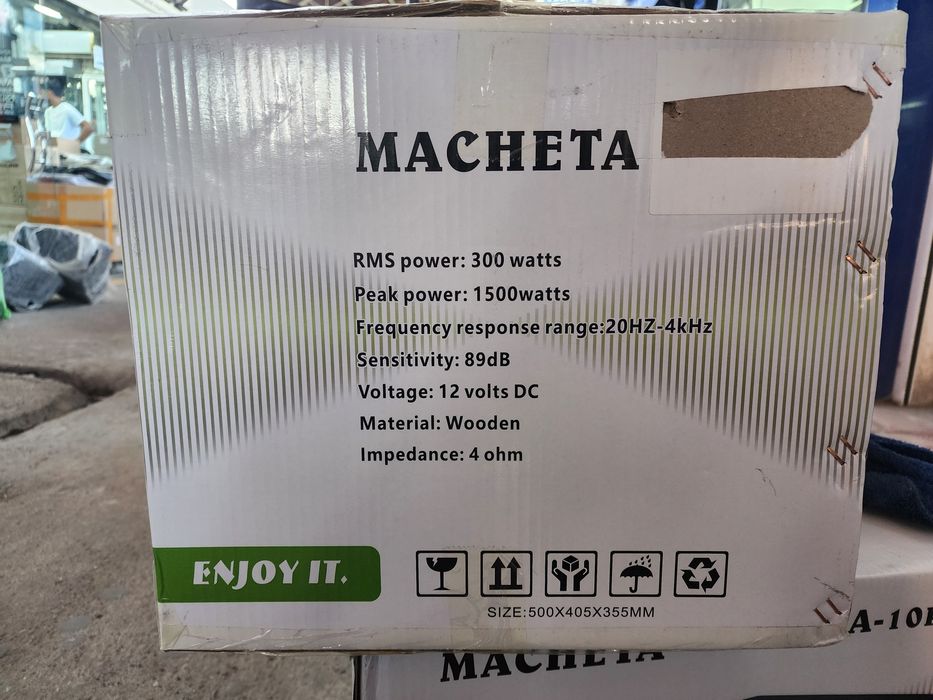 MACHETA
RMS power: 300 watts
Peak power: 1500watts
Frequency response range:20HZ-4kHz
Sensitivity: 89dB
Voltage: 12 volts DC
Material: Wooden
Impedance: 4 ohm
ENJOY IT.
SIZE:500X405X355MM
MACHETA